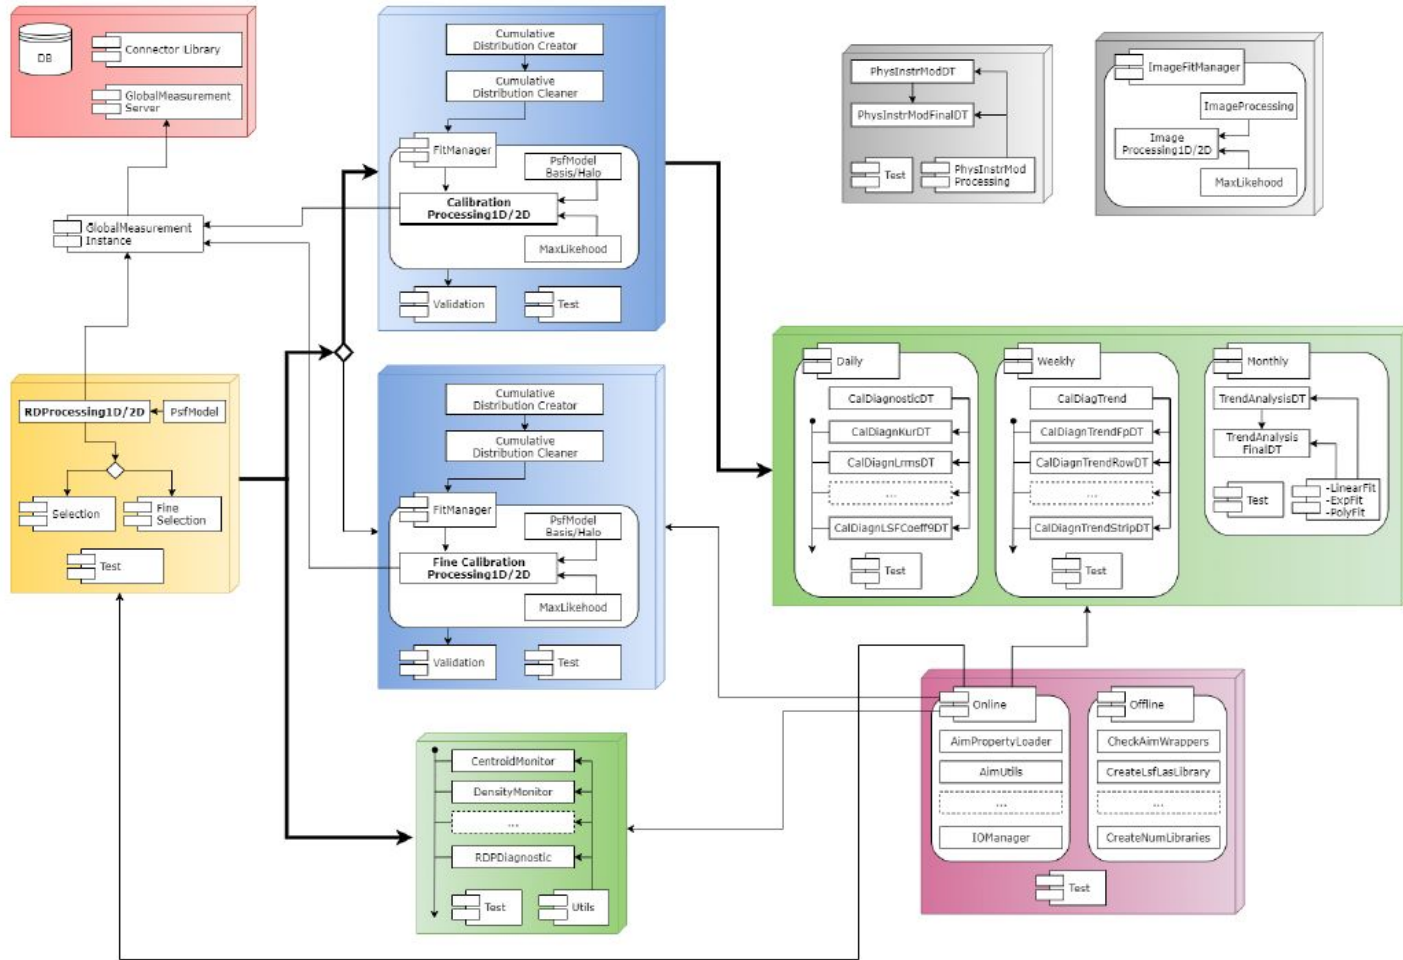 DB
Connector Library
GlobalMeasurement
Server
GlobalMeasurement
Instance
RDProcessing1D/2D
PsfModel
Selection
Fine
Selection
Test
Cumulative
Distribution Creator
Cumulative
Distribution Cleaner
FitManager
PsfModel
Basis/Halo
Calibration
Processing1D/2D
MaxLikehood
Validation
Test
Cumulative
Distribution Creator
Cumulative
Distribution Cleaner
FitManager
PsfModel
Basis/Halo
Fine Calibration
Processing1D/2D
MaxLikehood
Validation
Test
CentroidMonitor
DensityMonitor
...
RDPDiagnostic
Test
Utils
PhysInstrModDT
PhysInstrModFinalDT
Test
PhysInstrMod
Processing
ImageFitManager
ImageProcessing
Image
Processing1D/2D
MaxLikehood
Daily
CalDiagnosticDT
CalDiagnKurDT
CalDiagnLrmsDT
...
CalDiagnLSFCoeff9DT
Test
Weekly
CalDiagTrend
CalDiagnTrendFpDT
CalDiagnTrendRowDT
...
CalDiagnTrendStripDT
Test
Monthly
TrendAnalysisDT
TrendAnalysis
FinalDT
Test
-LinearFit
-ExpFit
-PolyFit
Online
AimPropertyLoader
AimUtils
...
IOManager
Offline
CheckAimWrappers
CreateLsfLasLibrary
...
CreateNumLibraries
Test